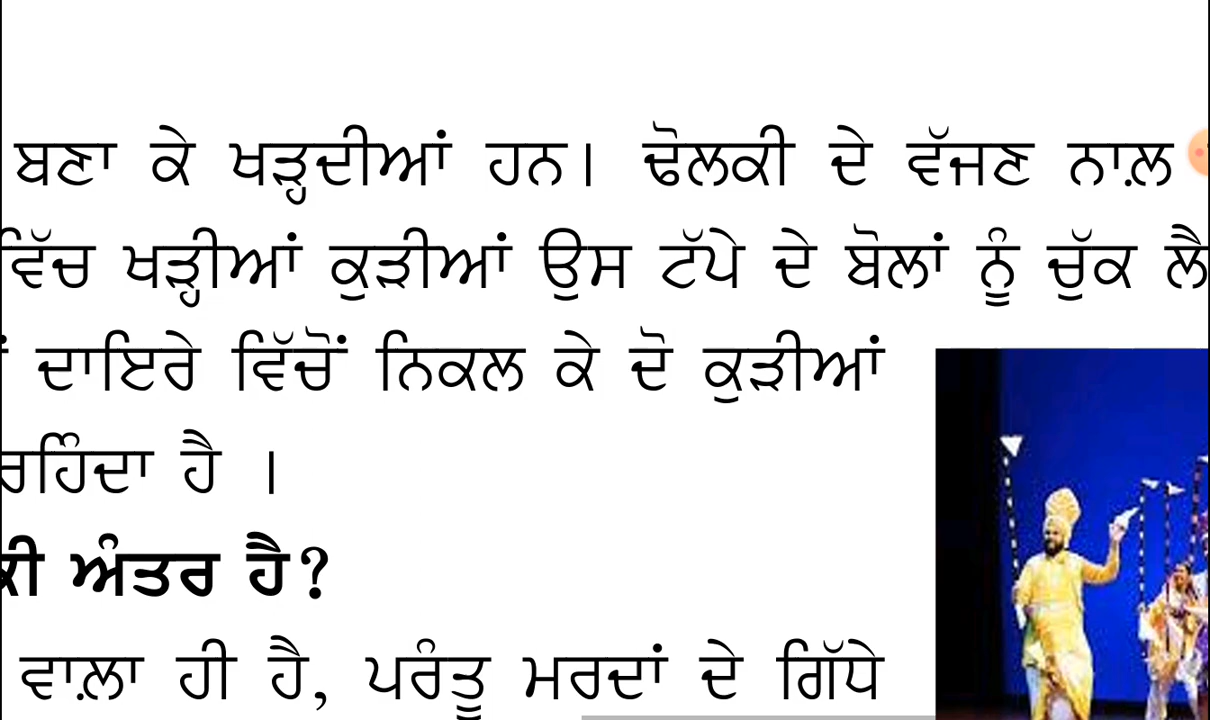 ਬਣਾ ਕੇ ਖੜ੍ਹਦੀਆਂ ਹਨ। ਢੋਲਕੀ ਦੇ ਵੱਜਣ ਨਾਲ਼
ਵਿੱਚ ਖੜ੍ਹੀਆਂ ਕੁੜੀਆਂ ਉਸ ਟੱਪੇ ਦੇ ਬੋਲਾਂ ਨੂੰ ਚੁੱਕ ਲੈ
ਦਾਇਰੇ ਵਿੱਚੋਂ ਨਿਕਲ ਕੇ ਦੋ ਕੁੜੀਆਂ
ਰਹਿੰਦਾ ਹੈ ।
ਕੀ ਅੰਤਰ ਹੈ?
ਵਾਲ਼ਾ ਹੀ ਹੈ, ਪਰੰਤੂ ਮਰਦਾਂ ਦੇ ਗਿੱਧੇ